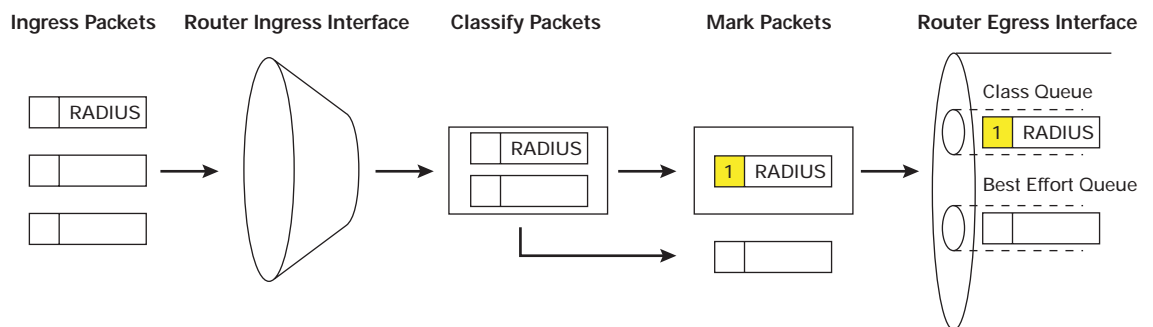 Ingress Packets
Router Ingress Interface
Classify Packets
Mark Packets
Router Egress Interface
RADIUS
RADIUS
1 RADIUS
Class Queue
1 RADIUS
Best Effort Queue